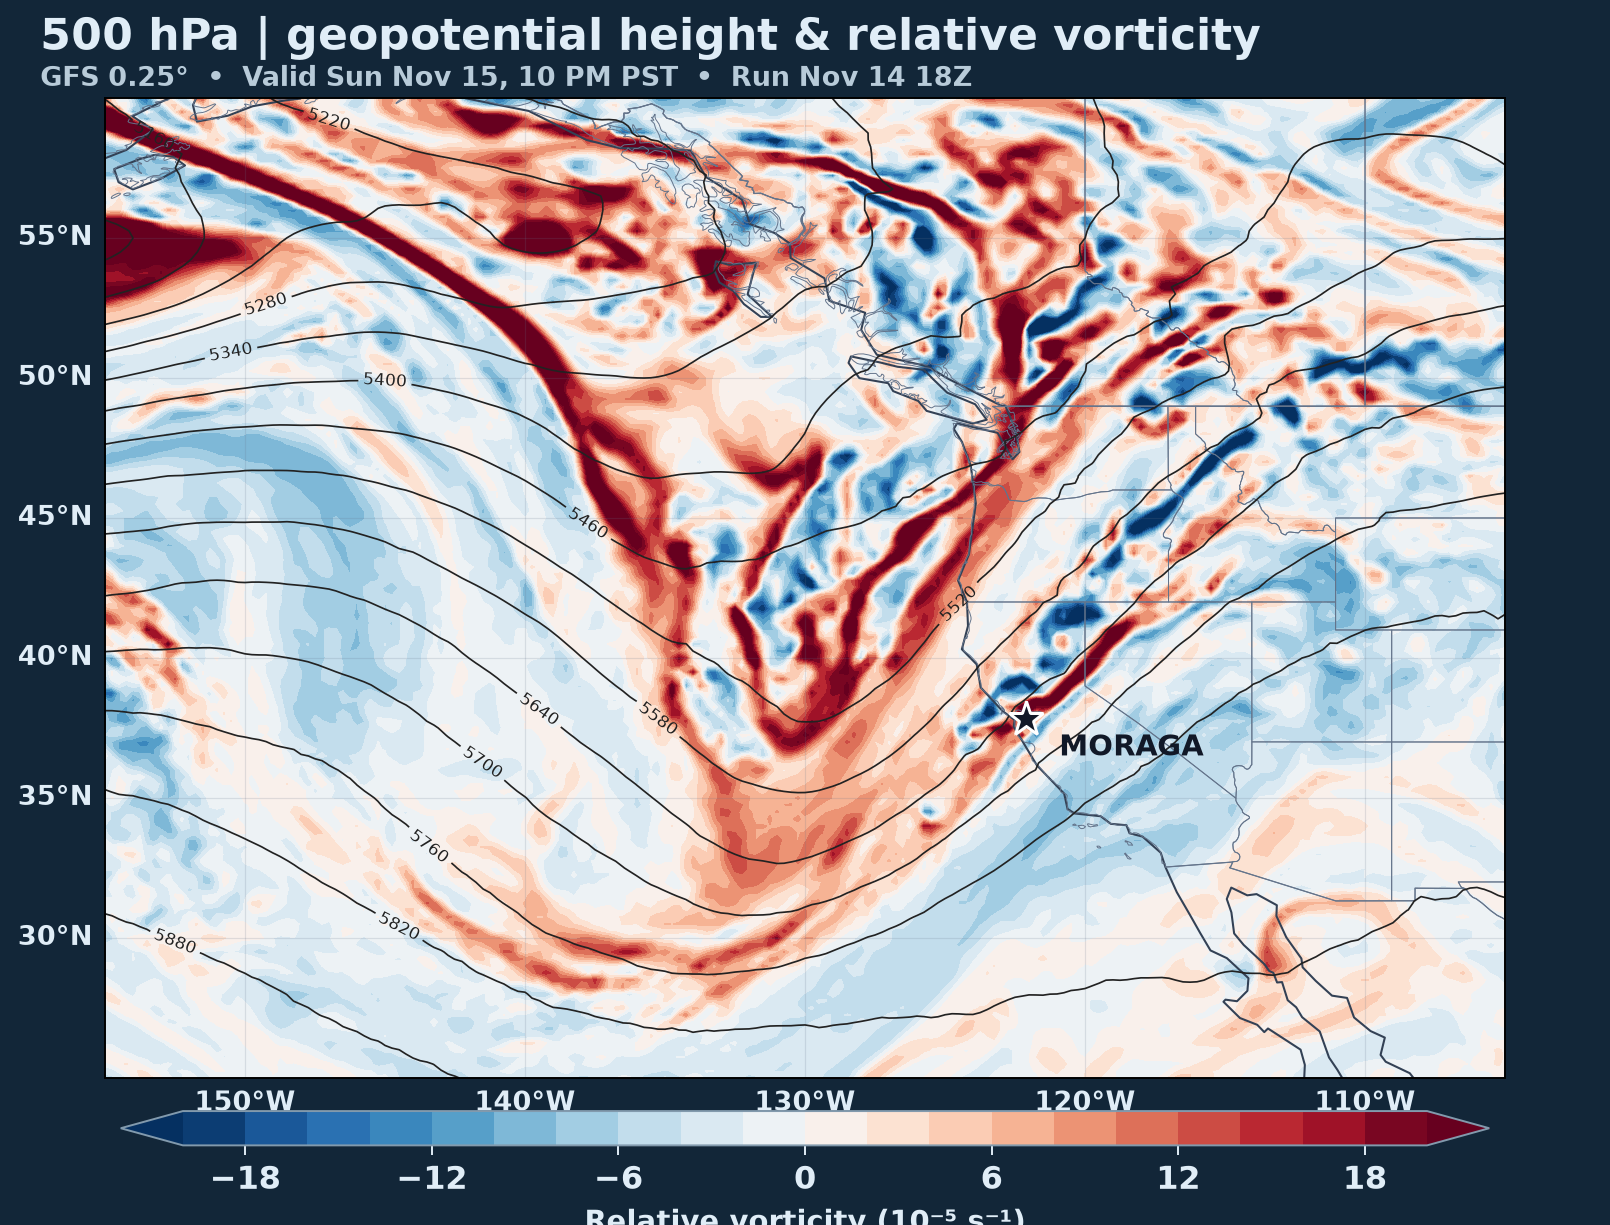 500 hPa | geopotential height & relative vorticity
GFS 0.25° • Valid Sun Nov 15, 10 PM PST • Run Nov 14 18Z
5220
55°N
5280
5340
50°N
5400
45°N
5460
5520
40°N
5640
5580
MORAGA
5700
35°N
5760
5820
30°N
5880
150°W 140°W 130°W 120°W 110°W
−18 −12 −6 0 6 12 18
Relative vorticity (10⁻⁵ s⁻¹)